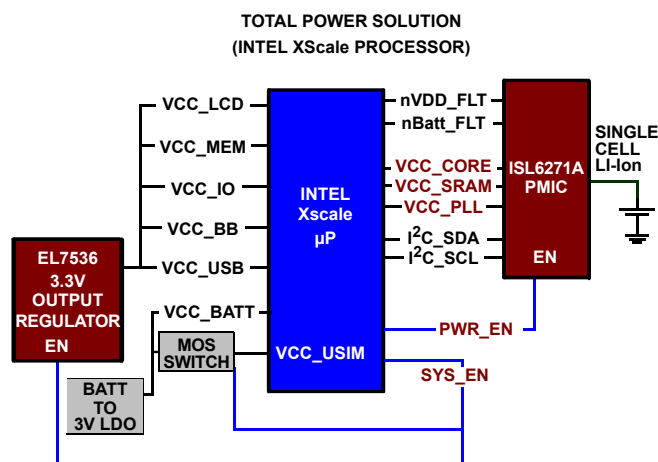 TOTAL POWER SOLUTION
(INTEL XScale PROCESSOR)
VCC_LCD
VCC_MEM
VCC_IO
VCC_BB
VCC_USB
VCC_BATT
EL7536
3.3V
OUTPUT
REGULATOR
EN
MOS
SWITCH
BATT
TO
3V LDO
INTEL
Xscale
µP
VCC_USIM
nVDD_FLT
nBatt_FLT
VCC_CORE
VCC_SRAM
VCC_PLL
I²C_SDA
I²C_SCL
PWR_EN
SYS_EN
ISL6271A
PMIC
EN
SINGLE
CELL
LI-Ion